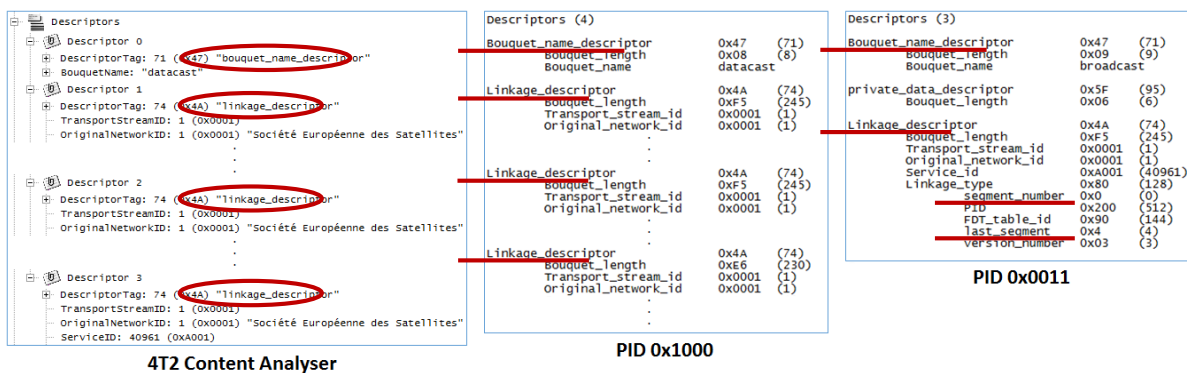 Descriptors
Descriptor 0
DescriptorTag: 71 (0x47) "bouquet_name_descriptor"
BouquetName: "datacast"
Descriptor 1
DescriptorTag: 74 (0x4A) "linkage_descriptor"
TransportStreamID: 1 (0x0001)
OriginalNetworkID: 1 (0x0001) "Société Européenne des Satellites"
.
.
Descriptor 2
DescriptorTag: 74 (0x4A) "linkage_descriptor"
TransportStreamID: 1 (0x0001)
OriginalNetworkID: 1 (0x0001) "Société Européenne des Satellites"
.
.
Descriptor 3
DescriptorTag: 74 (0x4A) "linkage_descriptor"
TransportStreamID: 1 (0x0001)
OriginalNetworkID: 1 (0x0001) "Société Européenne des Satellites"
ServiceID: 40961 (0xA001)
4T2 Content Analyser
Descriptors (4)
Bouquet_name_descriptor 0x47 (71)
Bouquet_length 0x08 (8)
Bouquet_name datacast
Linkage_descriptor 0x4A (74)
Bouquet_length 0xF5 (245)
Transport_stream_id 0x0001 (1)
Original_network_id 0x0001 (1)
.
.
Linkage_descriptor 0x4A (74)
Bouquet_length 0xF5 (245)
Transport_stream_id 0x0001 (1)
Original_network_id 0x0001 (1)
.
.
Linkage_descriptor 0x4A (74)
Bouquet_length 0xE6 (230)
Transport_stream_id 0x0001 (1)
Original_network_id 0x0001 (1)
.
.
PID 0x1000
Descriptors (3)
Bouquet_name_descriptor 0x47 (71)
Bouquet_length 0x09 (9)
Bouquet_name broadcast
private_data_descriptor 0x5F (95)
Bouquet_length 0x06 (6)
Linkage_descriptor 0x4A (74)
Bouquet_length 0xF5 (245)
Transport_stream_id 0x0001 (1)
Original_network_id 0x0001 (1)
Service_id 0xA001 (40961)
Linkage_type 0x80 (128)
segment_number 0x0 (0)
PID 0x200 (512)
FDT_table_id 0x90 (144)
last_segment 0x4 (4)
version_number 0x03 (3)
PID 0x0011